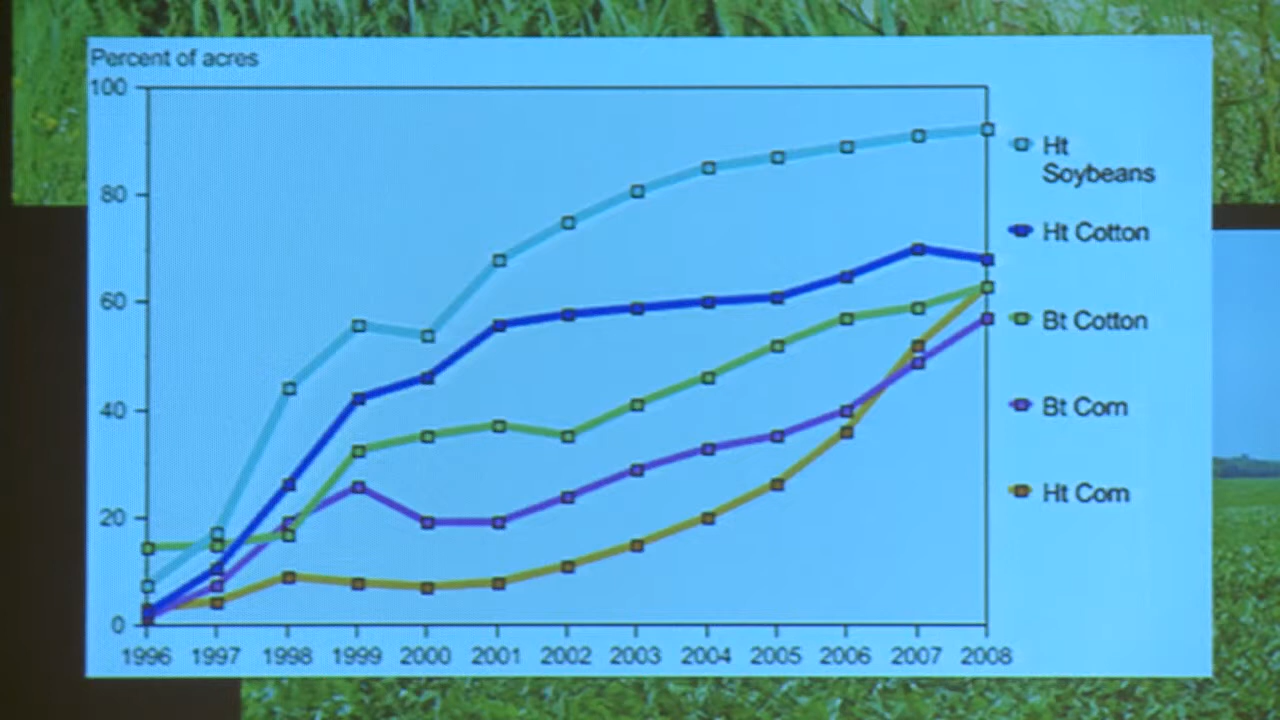 Percent of acres
100
80
60
40
20
0
1996 1997 1998 1999 2000 2001 2002 2003 2004 2005 2006 2007 2008
Ht
Soybeans
Ht Cotton
Bt Cotton
Bt Corn
Ht Corn